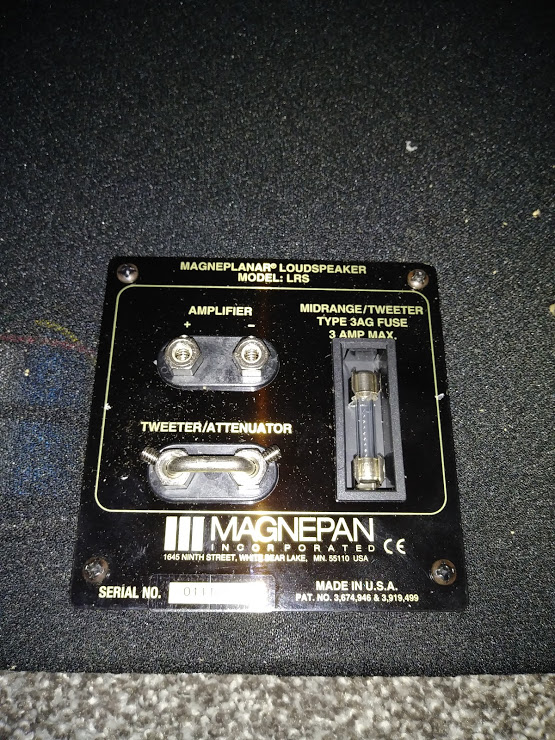 MAGNEPLANAR® LOUDSPEAKER
MODEL: LRS
AMPLIFIER
+ −
MIDRANGE/TWEETER
TYPE 3AG FUSE
3 AMP MAX.
TWEETER/ATTENUATOR
MAGNEPAN
INCORPORATED CE
1645 NINTH STREET, WHITE BEAR LAKE, MN. 55110 USA
SERIAL NO.
MADE IN U.S.A.
PAT. NO. 3,674,946 & 3,919,499